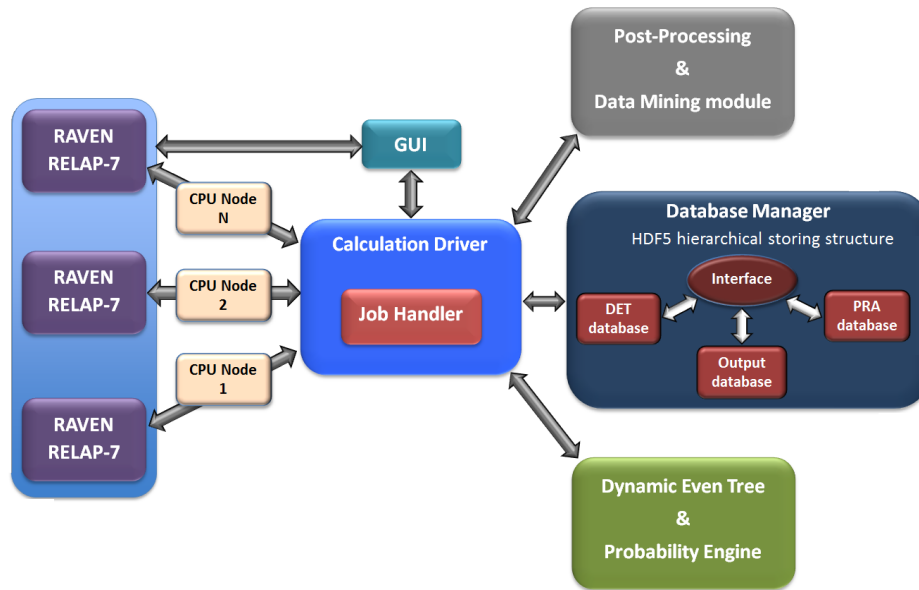 Post-Processing
&
Data Mining module
RAVEN
RELAP-7
GUI
CPU Node
N
Database Manager
HDF5 hierarchical storing structure
Calculation Driver
Interface
RAVEN
RELAP-7
CPU Node
2
Job Handler
DET
database
PRA
database
Output
database
CPU Node
1
RAVEN
RELAP-7
Dynamic Even Tree
&
Probability Engine